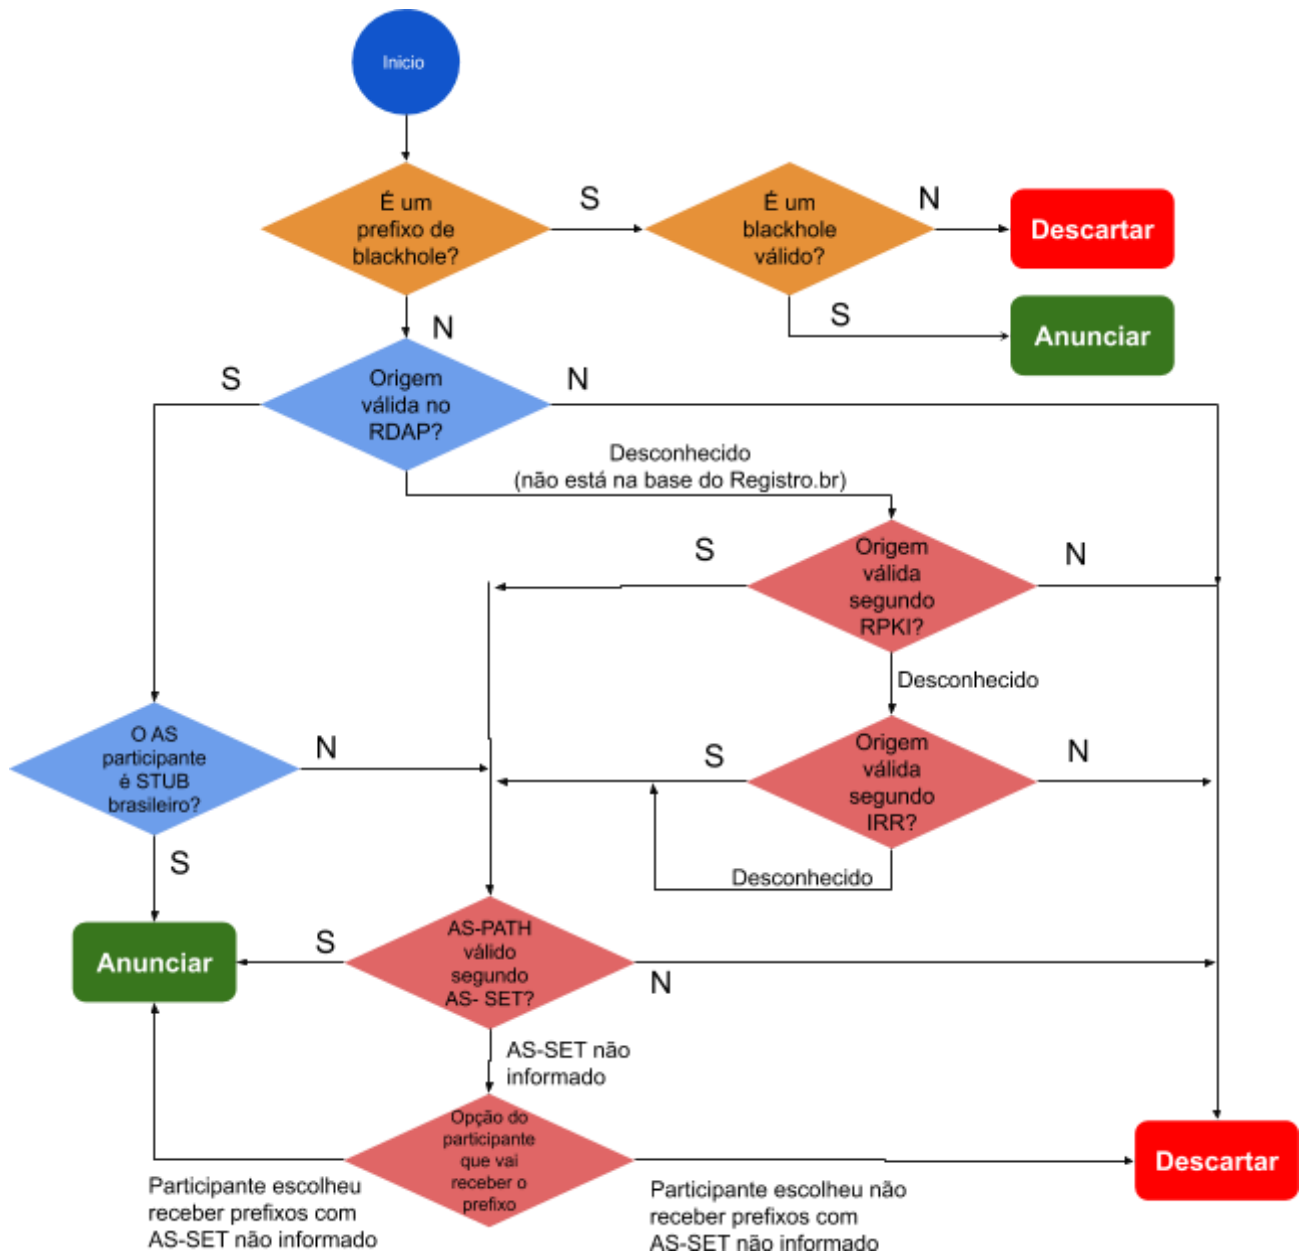 Inicio
É um
prefixo de
blackhole?
S
É um
blackhole
válido?
N
Descartar
S
Anunciar
N
S
Origem
válida no
RDAP?
N
Desconhecido
(não está na base do Registro.br)
S
Origem
válida
segundo
RPKI?
N
Desconhecido
O AS
participante
é STUB
brasileiro?
N
S
Origem
válida
segundo
IRR?
N
S
Desconhecido
Anunciar
S
AS-PATH
válido
segundo
AS- SET?
N
AS-SET não
informado
Opção do
participante
que vai
receber o
prefixo
Descartar
Participante escolheu
receber prefixos com
AS-SET não informado
Participante escolheu não
receber prefixos com
AS-SET não informado